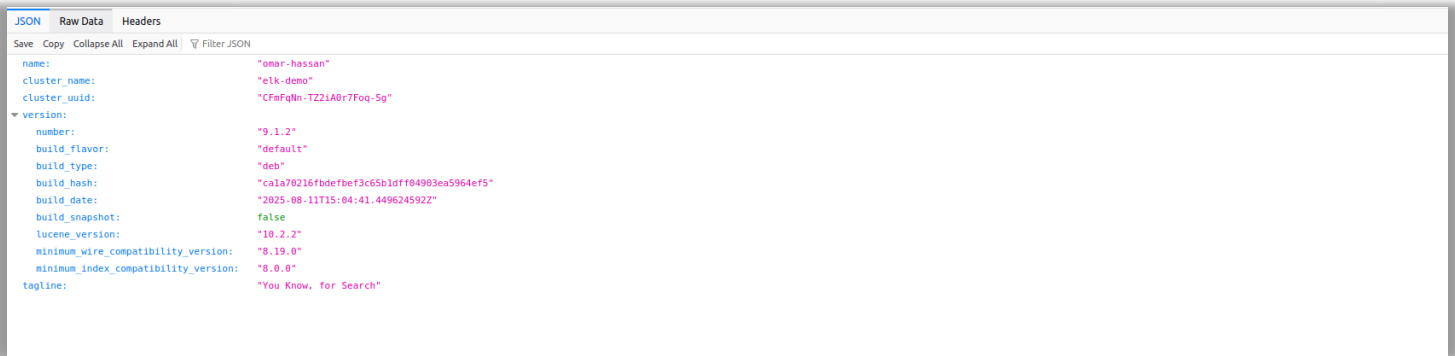 JSON Raw Data Headers
Save Copy Collapse All Expand All Filter JSON
name: "omar-hassan"
cluster_name: "elk-demo"
cluster_uuid: "CFmFqNn-TZ2iA0r7Foq-5g"
version:
number: "9.1.2"
build_flavor: "default"
build_type: "deb"
build_hash: "ca1a70216fbdefbef3c65b1dff04903ea5964ef5"
build_date: "2025-08-11T15:04:41.449624592Z"
build_snapshot: false
lucene_version: "10.2.2"
minimum_wire_compatibility_version: "8.19.0"
minimum_index_compatibility_version: "8.0.0"
tagline: "You Know, for Search"